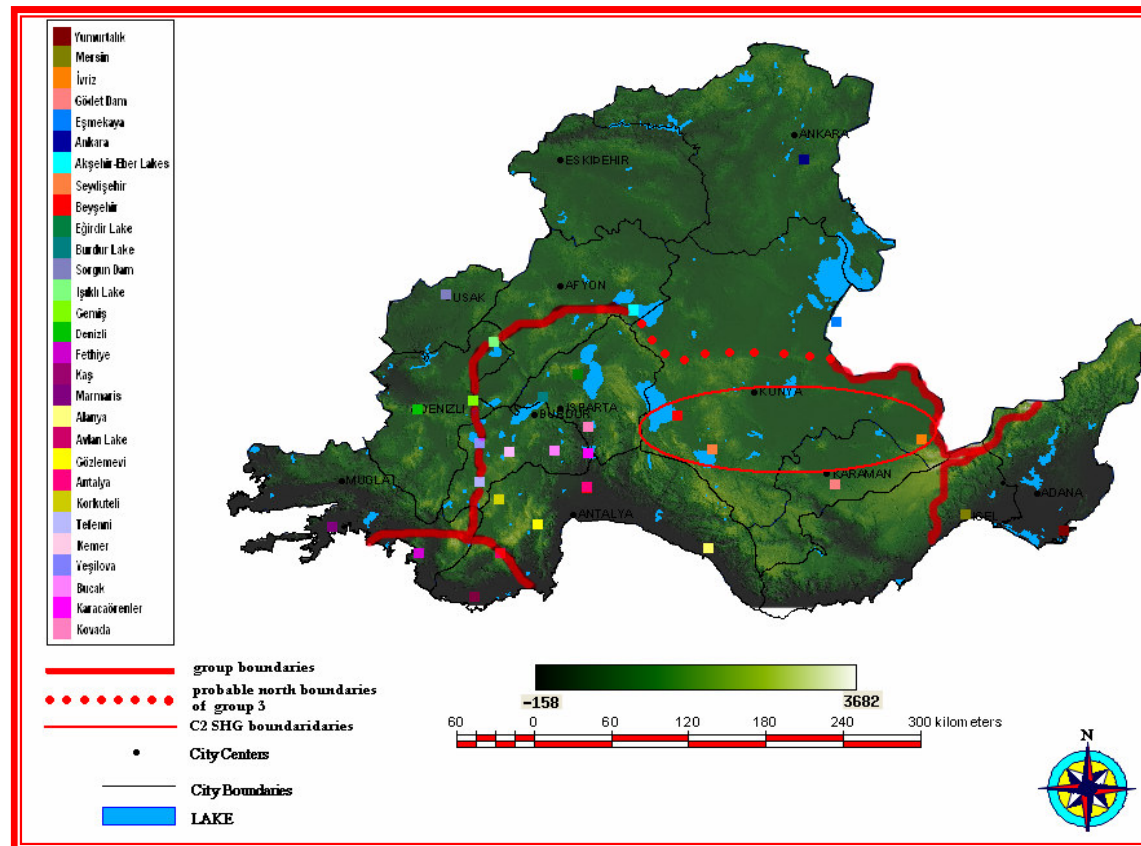 Yumurtalık
Mersin
İvriz
Gödet Dam
Eşmekaya
Ankara
Akşehir-Eber Lakes
Seydişehir
Beyşehir
Eğirdir Lake
Burdur Lake
Sorgun Dam
Işıklı Lake
Gemiş
Denizli
Fethiye
Kaş
Marmaris
Alanya
Avlan Lake
Gözlemevi
Antalya
Korkuteli
Tefenni
Kemer
Yeşilova
Bucak
Karacaörenler
Kovada
ANKARA
ESKIDEHIR
AFYON
USAK
KONYA
ISPARTA
DENIZLI
BURDUR
KARAMAN
MUGLA
ADANA
ANTALYA
ICEL
group boundaries
probable north boundaries
of group 3
C2 SHG boundaridaries
City Centers
City Boundaries
LAKE
-158
3682
60 0 60 120 180 240 300 kilometers
N